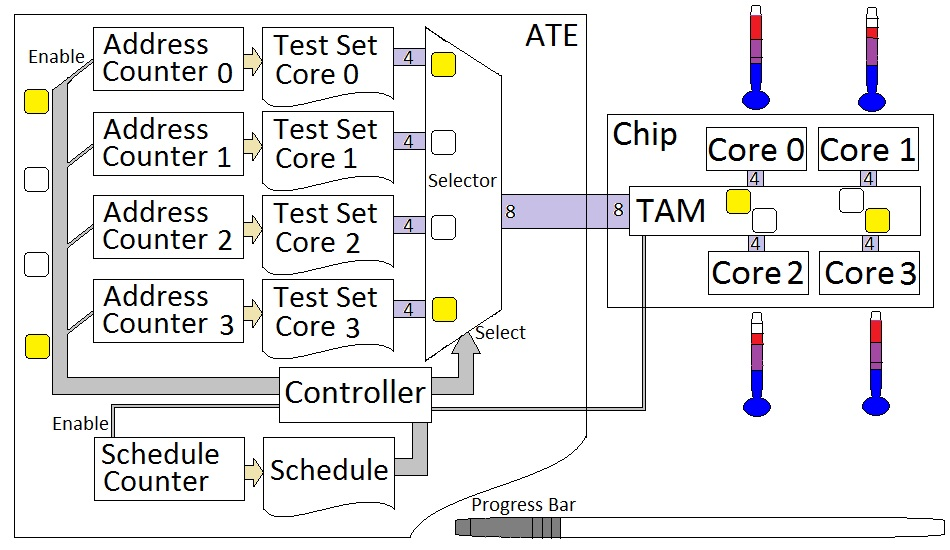 ATE
Enable
Address
Counter 0
Test Set
Core 0
4
Address
Counter 1
Test Set
Core 1
4
Selector
Address
Counter 2
Test Set
Core 2
4
Address
Counter 3
Test Set
Core 3
4
Select
8
8
Chip
Core 0
Core 1
4
4
TAM
4
4
Core 2
Core 3
Controller
Enable
Schedule
Counter
Schedule
Progress Bar